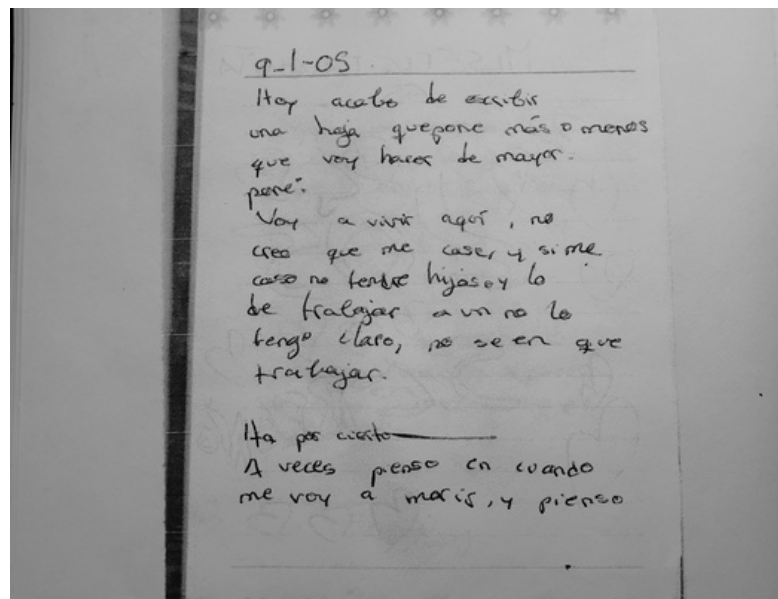 9-1-05
Hoy acabo de escribir
una hoja quepone más o menos
que voy hacer de mayor.
pone:
Voy a vivir aquí, no
creo que me case, y si me
caso no tendre hijos y lo
de trabajar a un no lo
tengo claro, no se en que
trabajar.
Ha por cierto
A veces pienso en cuando
me voy a morir, y pienso